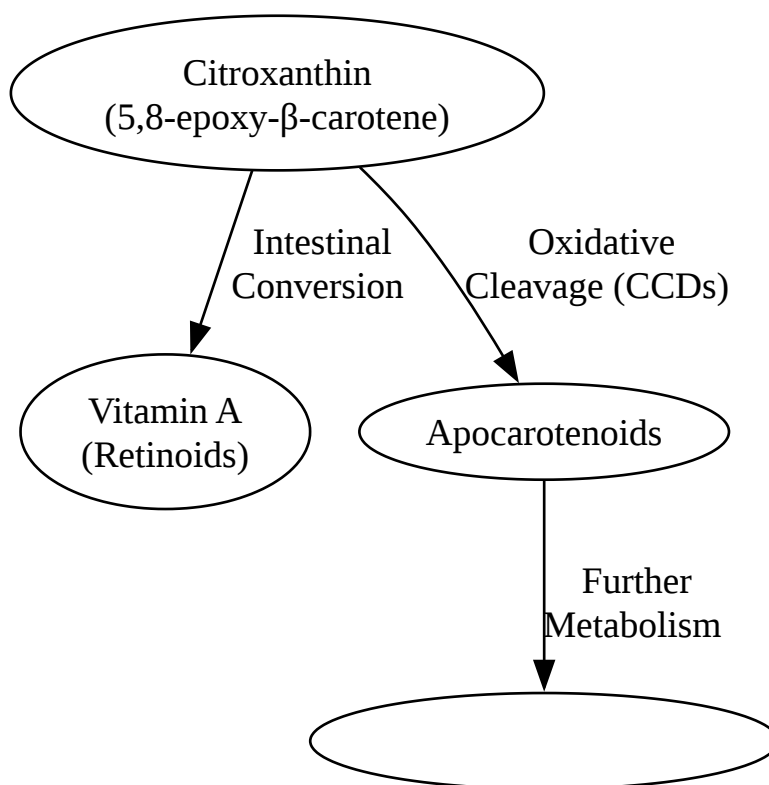 Citroxanthin
(5,8-epoxy-β-carotene)
Intestinal
Conversion
Oxidative
Cleavage (CCDs)
Vitamin A
(Retinoids)
Apocarotenoids
Further
Metabolism